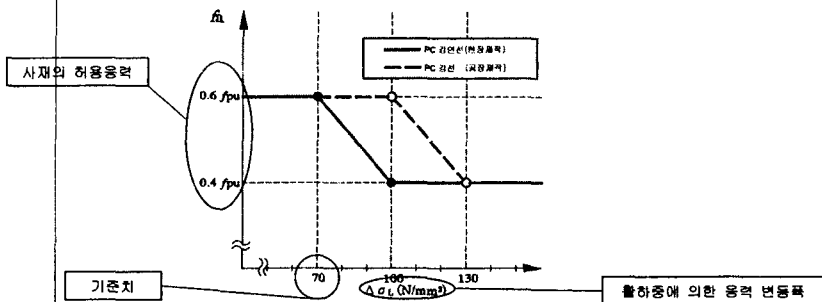 fa
PC 강연선(현장제작)
PC 강선 (공장제작)
사재의 허용응력
0.6 fpu
0.4 fpu
70
100
130
ΔσL (N/mm²)
기준치
활하중에 의한 응력 변동폭